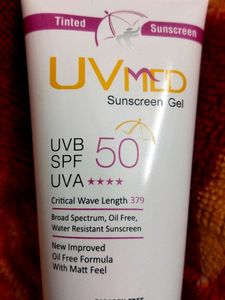 Tinted Sunscreen
UVMED
Sunscreen Gel
UVB
SPF 50
UVA ★★★★
Critical Wave Length 379
Broad Spectrum, Oil Free,
Water Resistant Sunscreen
New Improved
Oil Free Formula
With Matt Feel